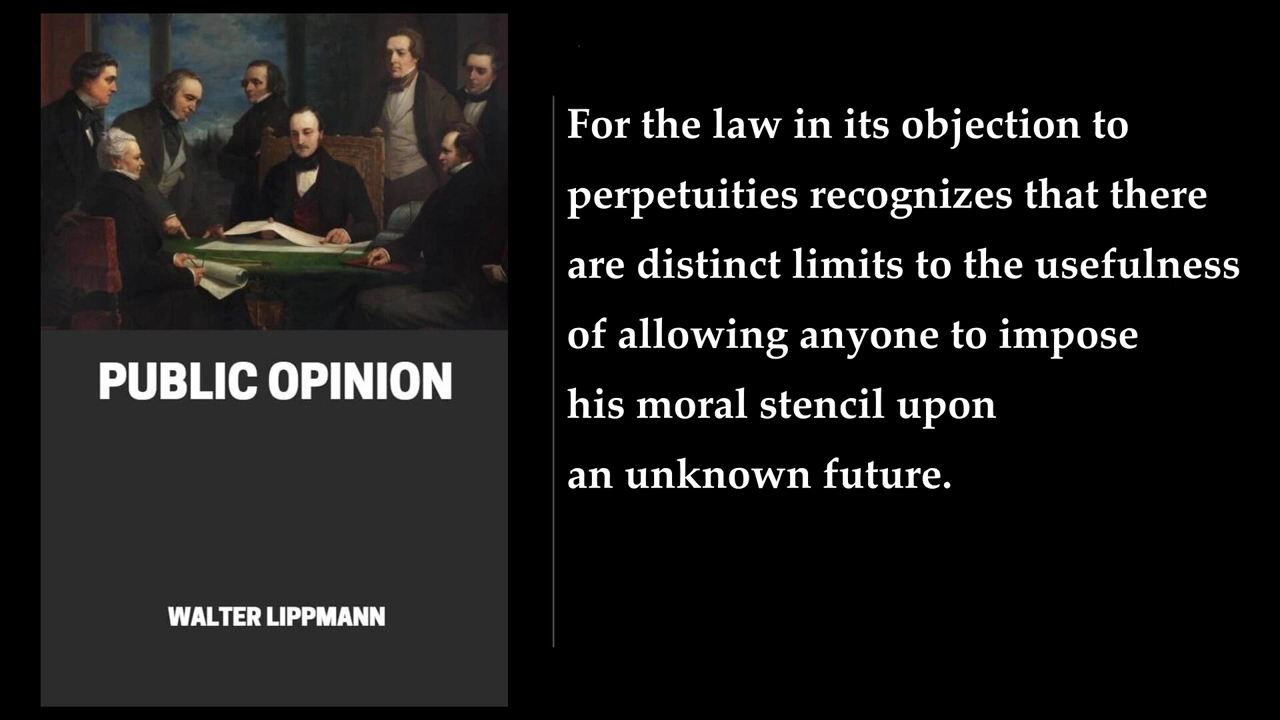 PUBLIC OPINION
WALTER LIPPMANN
For the law in its objection to
perpetuities recognizes that there
are distinct limits to the usefulness
of allowing anyone to impose
his moral stencil upon
an unknown future.